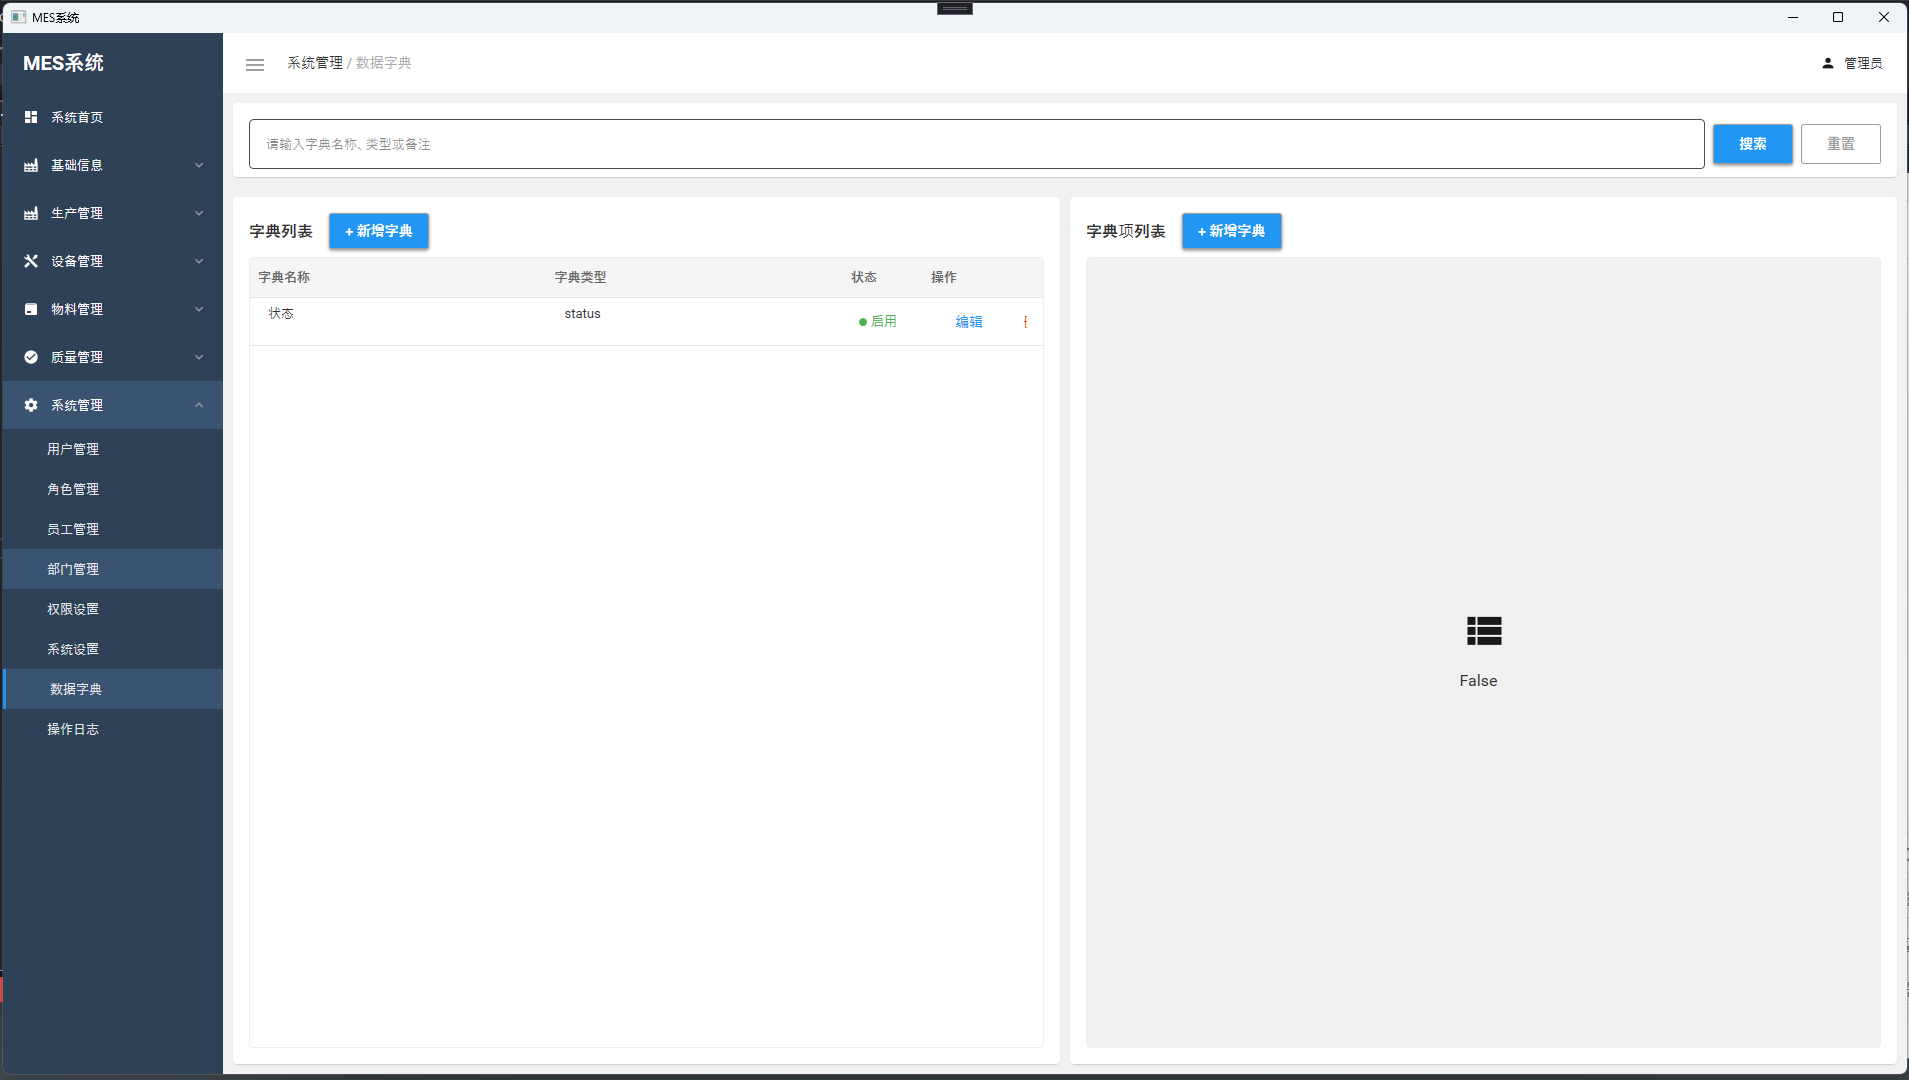 MES系统
MES系统
系统管理 / 数据字典
管理员
系统首页
基础信息
生产管理
设备管理
物料管理
质量管理
系统管理
用户管理
角色管理
员工管理
部门管理
权限设置
系统设置
数据字典
操作日志
请输入字典名称、类型或备注
搜索
重置
字典列表
+ 新增字典
字典名称
字典类型
状态
操作
状态
status
启用
编辑
字典项列表
+ 新增字典
False